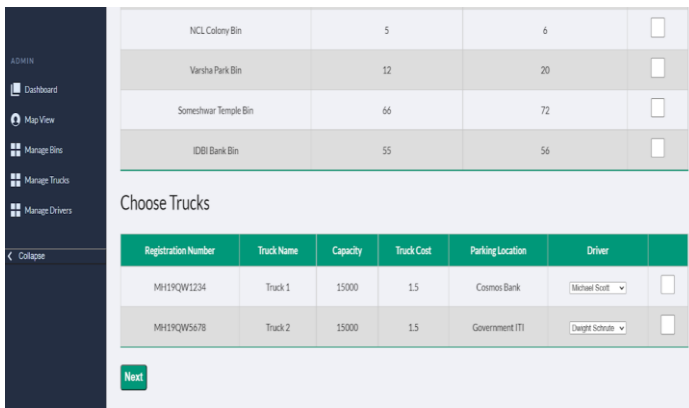 ADMIN
Dashboard
Map View
Manage Bins
Manage Trucks
Manage Drivers
Collapse
NCL Colony Bin 5 6
Varsha Park Bin 12 20
Someshwar Temple Bin 66 72
IDBI Bank Bin 55 56
Choose Trucks
Registration Number Truck Name Capacity Truck Cost Parking Location Driver
MH19QW1234 Truck 1 15000 1.5 Cosmos Bank Michael Scott
MH19QW5678 Truck 2 15000 1.5 Government ITI Dwight Schrute
Next